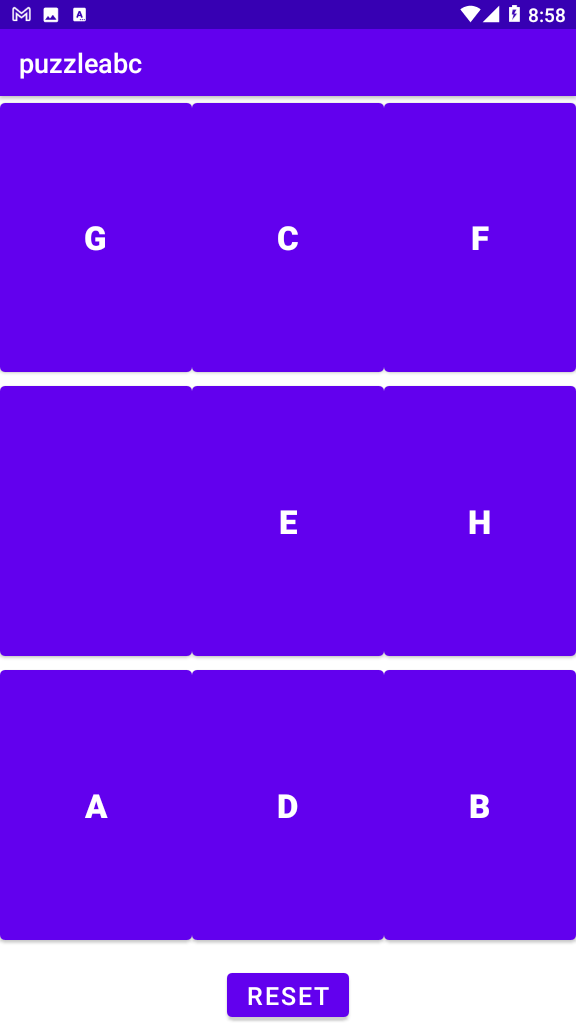 8:58
puzzleabc
G C F
E H
A D B
RESET